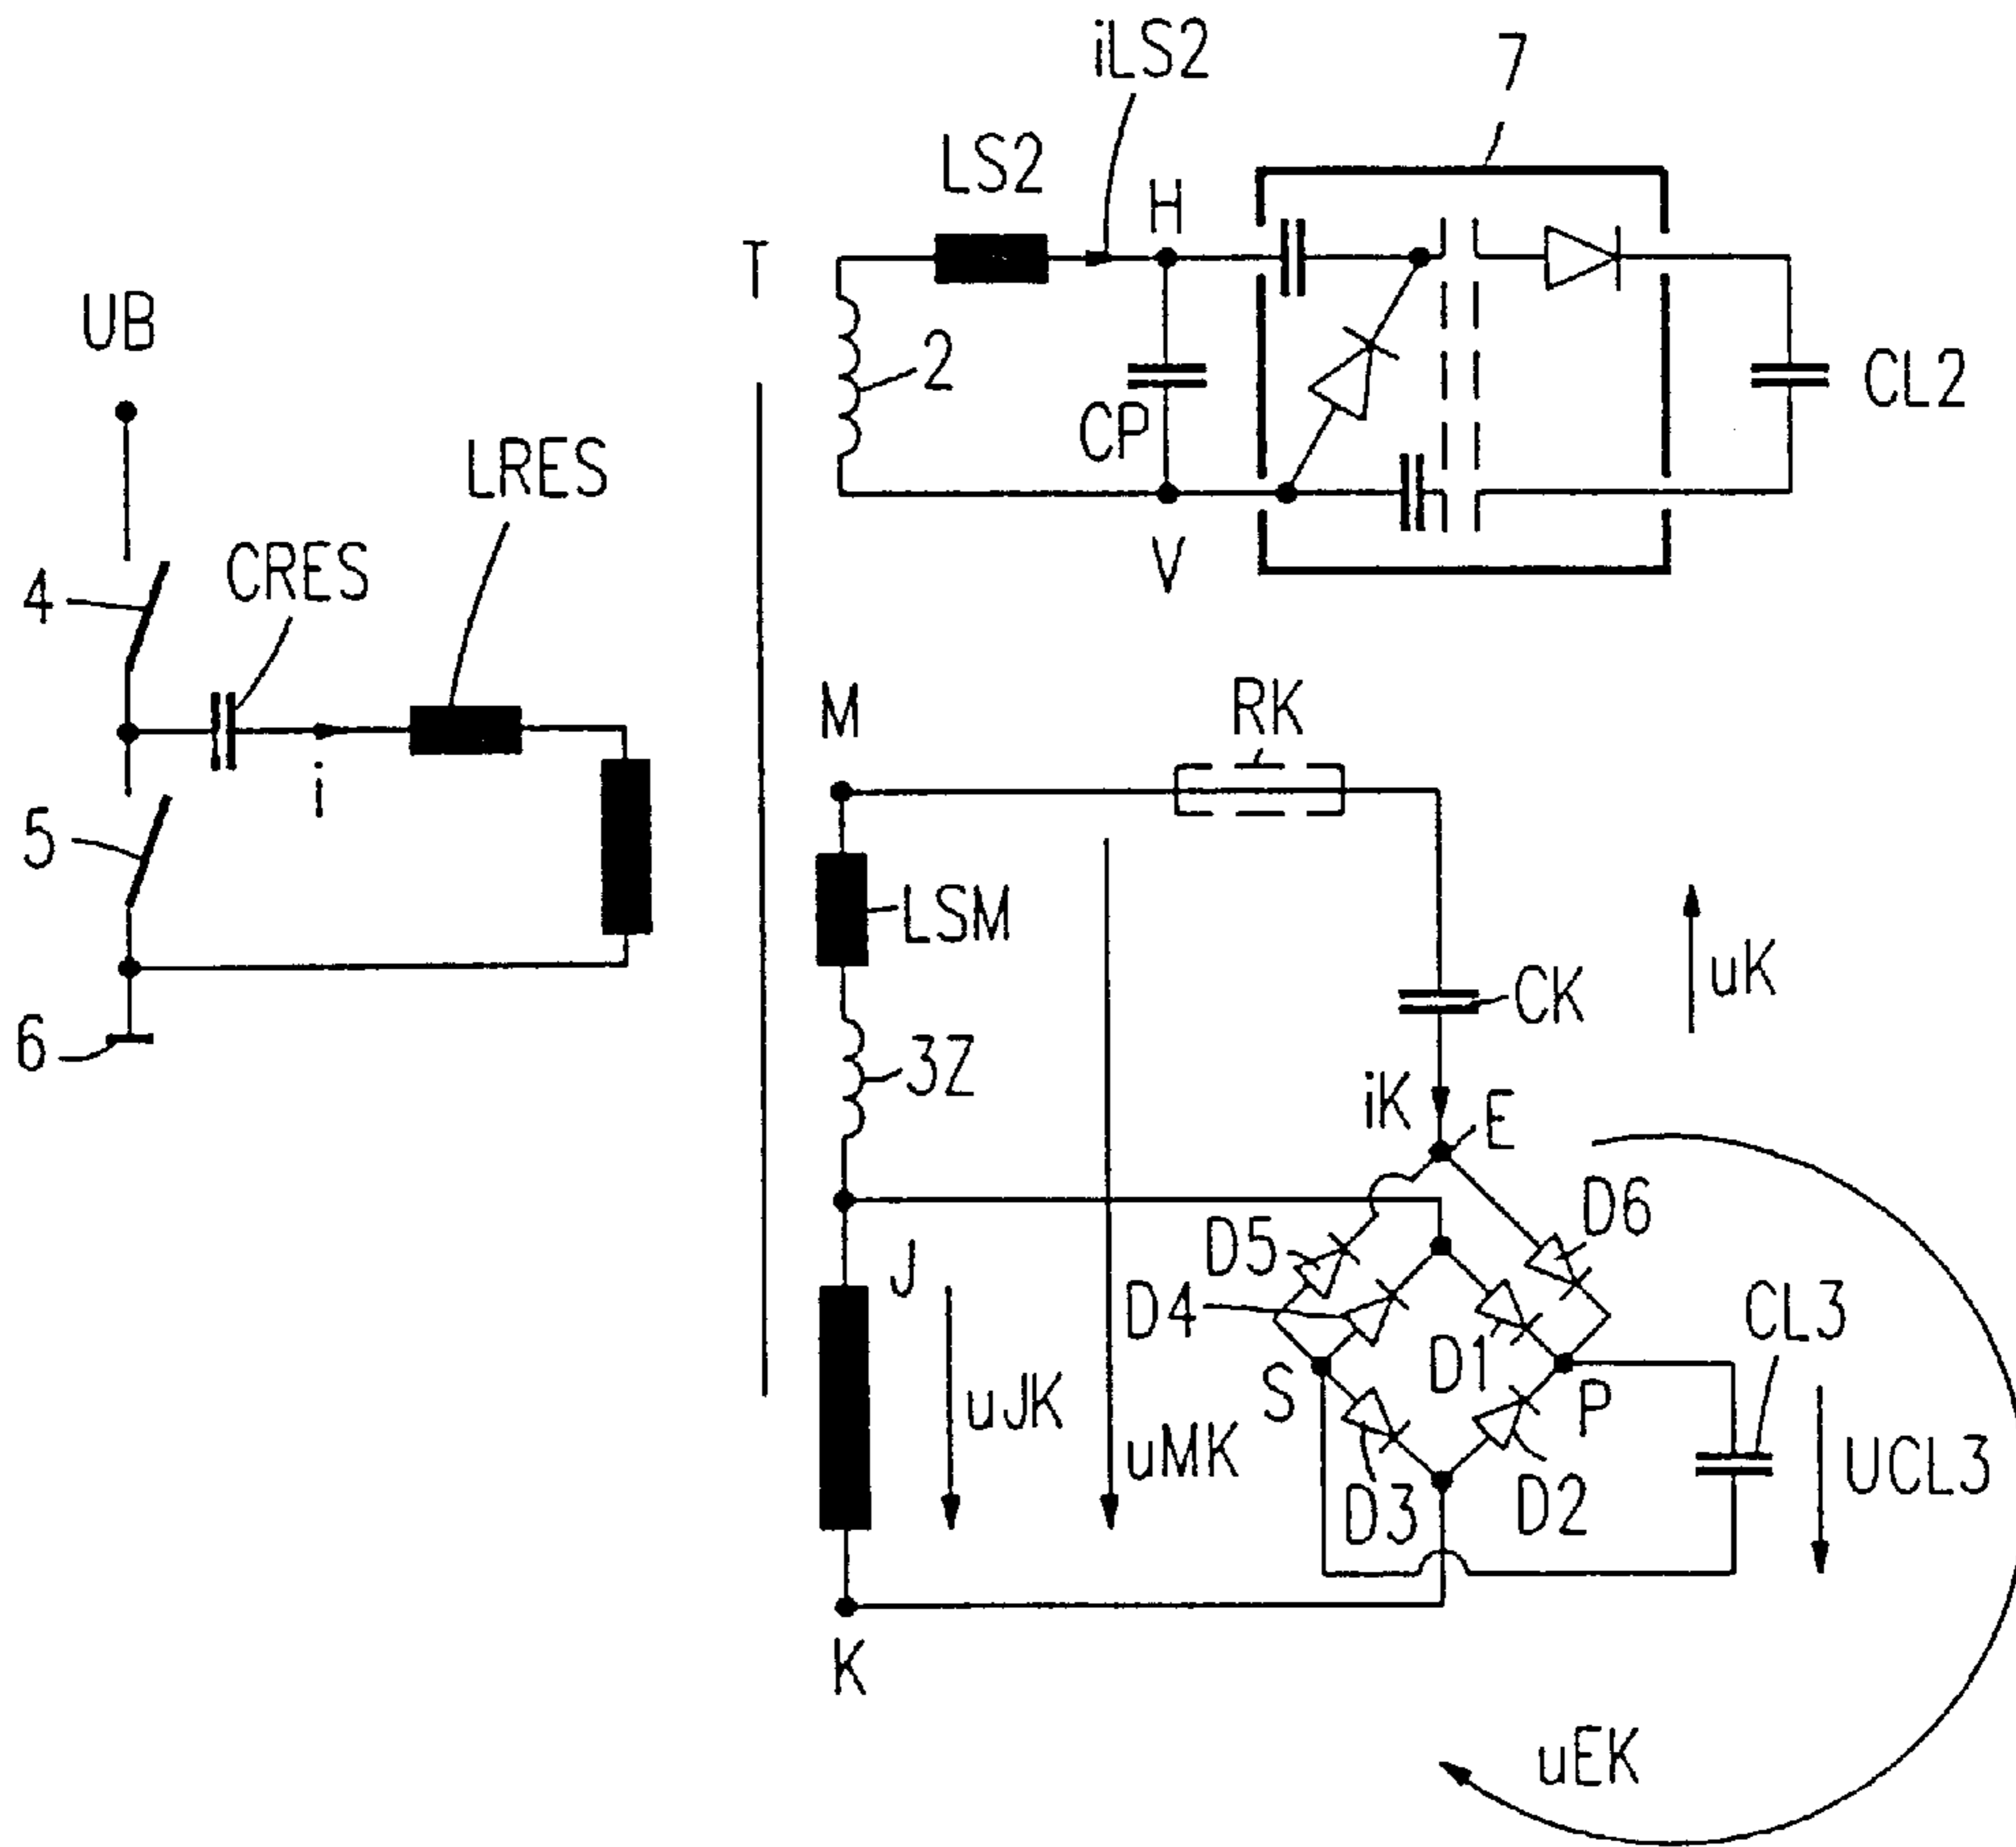 iLS2
7
LS2
H
T
UB
2
CP
CL2
LRES
CRES
V
4
M
RK
i
5
LSM
uK
CK
6
3Z
iK
E
D6
D5
J
D4
CL3
D1
S
P
uJK
uMK
UCL3
D3
D2
K
uEK